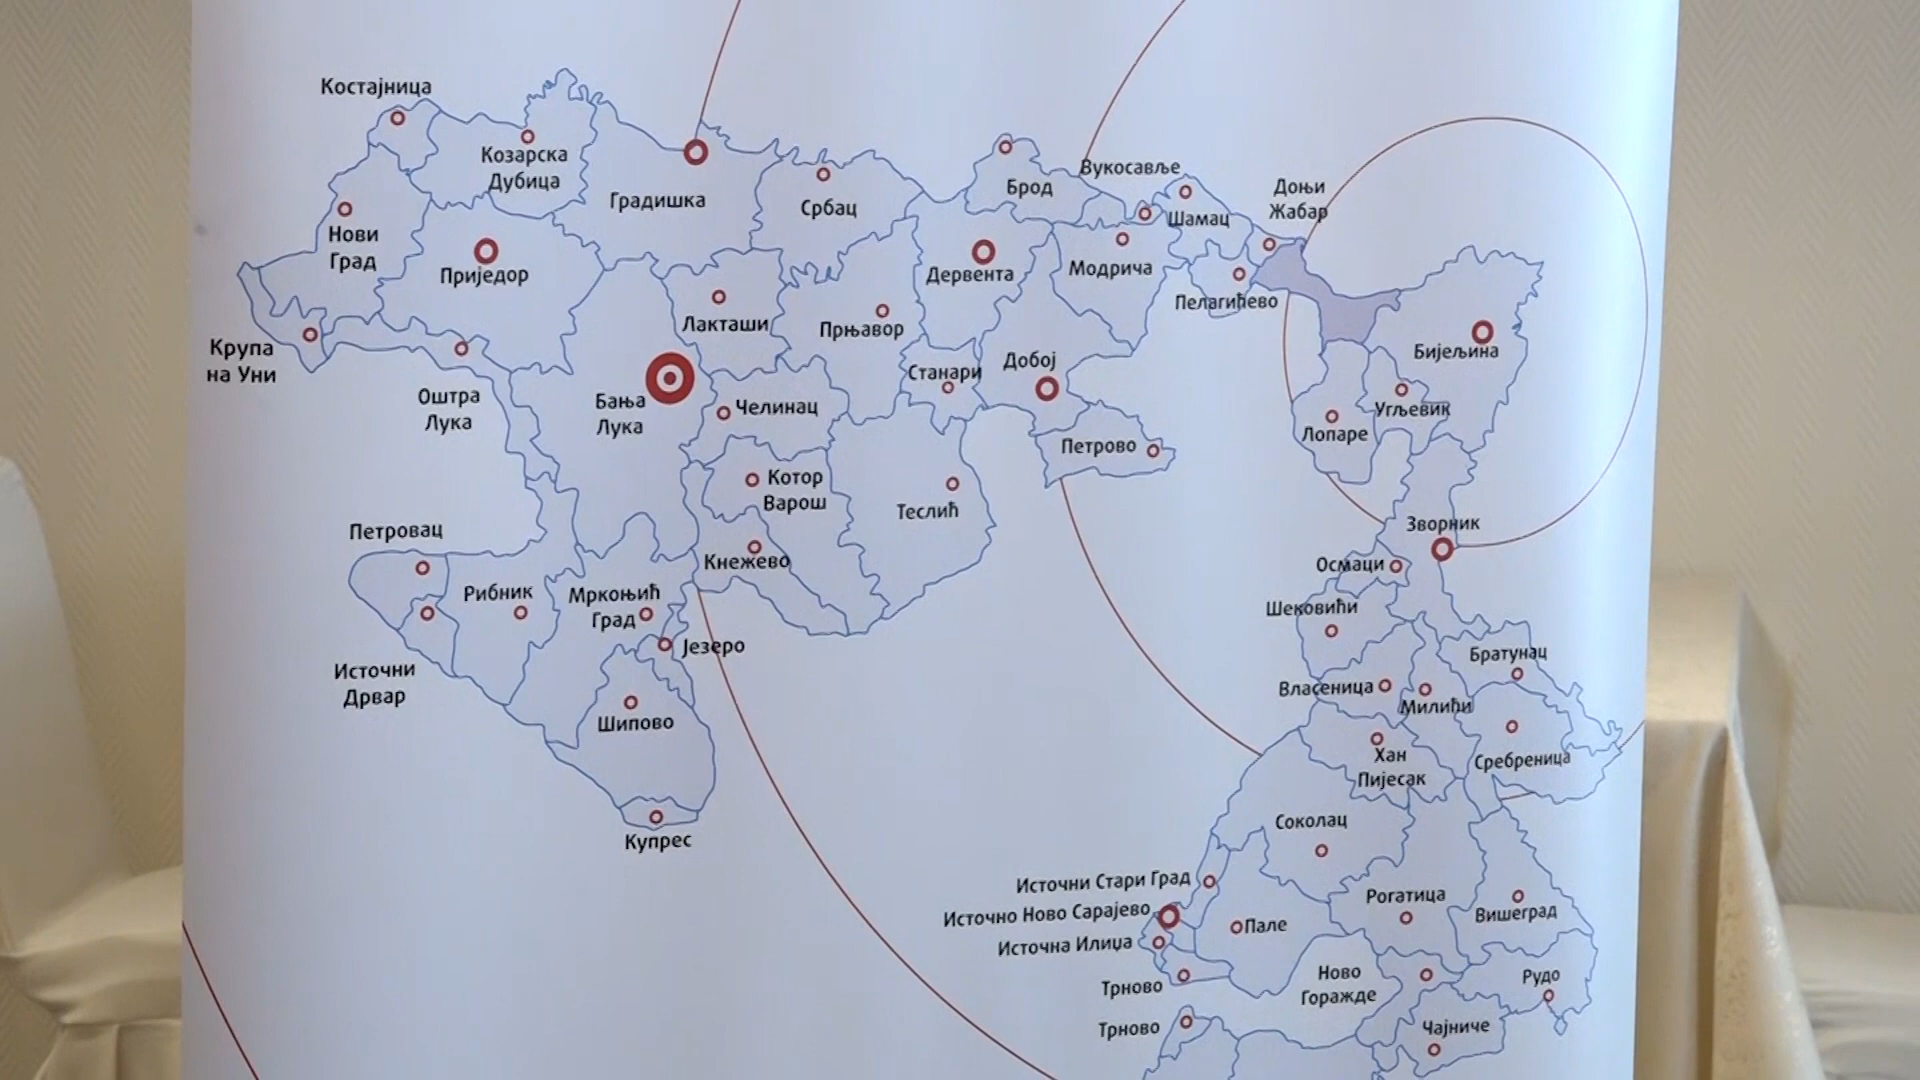 Костајница
Козарска
Дубица
Градишка
Србац
Брод
Вукосавље
Шамац
Доњи
Жабар
Нови
Град
Приједор
Дервента
Модрича
Пелагићево
Лакташи
Прњавор
Бијељина
Крупа
на Уни
Оштра
Лука
Бања
Лука
Челинац
Станари
Добој
Угљевик
Лопаре
Петрово
Котор
Варош
Теслић
Зворник
Петровац
Рибник
Мркоњић
Град
Кнежево
Осмаци
Шековићи
Језеро
Источни
Дрвар
Шипово
Братунац
Власеница
Милићи
Хан
Пијесак
Сребреница
Купрес
Соколац
Источни Стари Град
Источно Ново Сарајево
Источна Илиџа
Пале
Рогатица
Вишеград
Трново
Ново
Горажде
Рудо
Трново
Чајниче